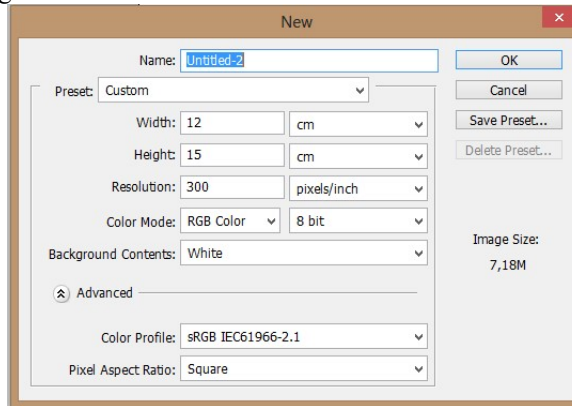 New
Name: Untitled-2
OK
Preset: Custom
Cancel
Width: 12 cm
Save Preset...
Height: 15 cm
Delete Preset...
Resolution: 300 pixels/inch
Color Mode: RGB Color 8 bit
Image Size:
Background Contents: White
7,18M
Advanced
Color Profile: sRGB IEC61966-2.1
Pixel Aspect Ratio: Square